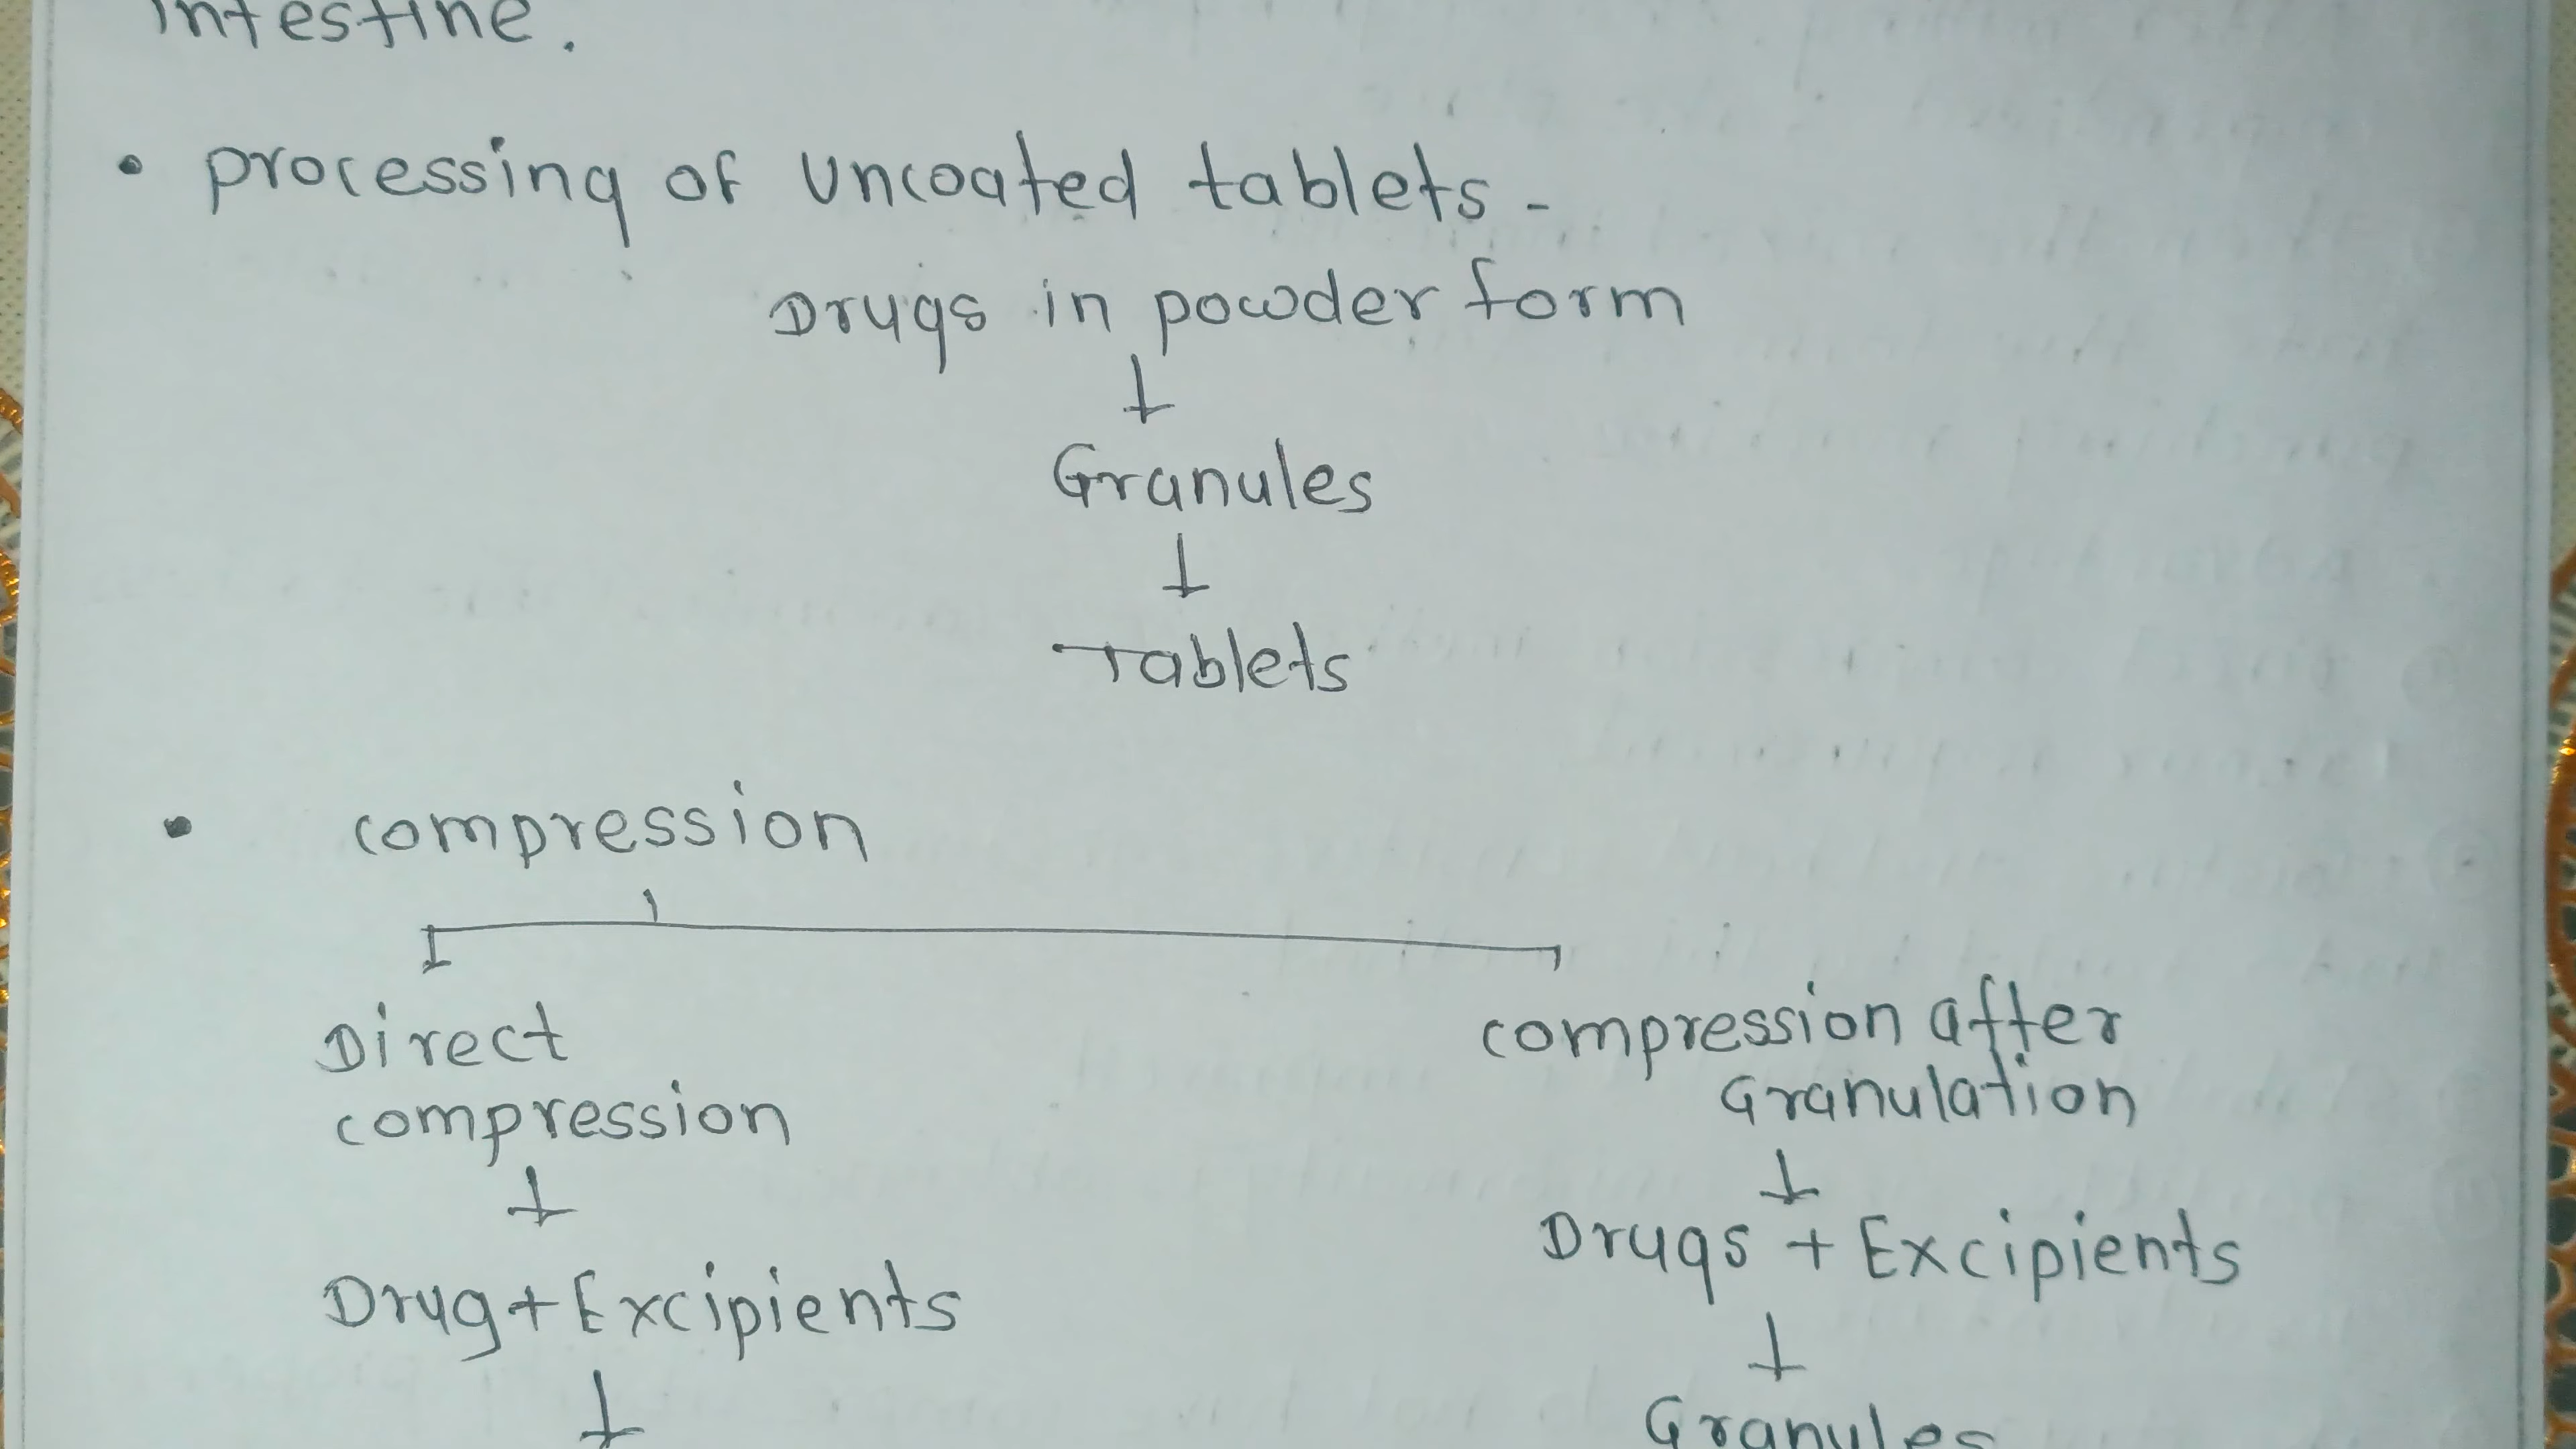 intestine.
• processing of uncoated tablets -
Drugs in powder form
↓
Granules
↓
Tablets
• compression
Direct
compression
↓
Drug + Excipients
↓
compression after
Granulation
↓
Drugs + Excipients
↓
Granules